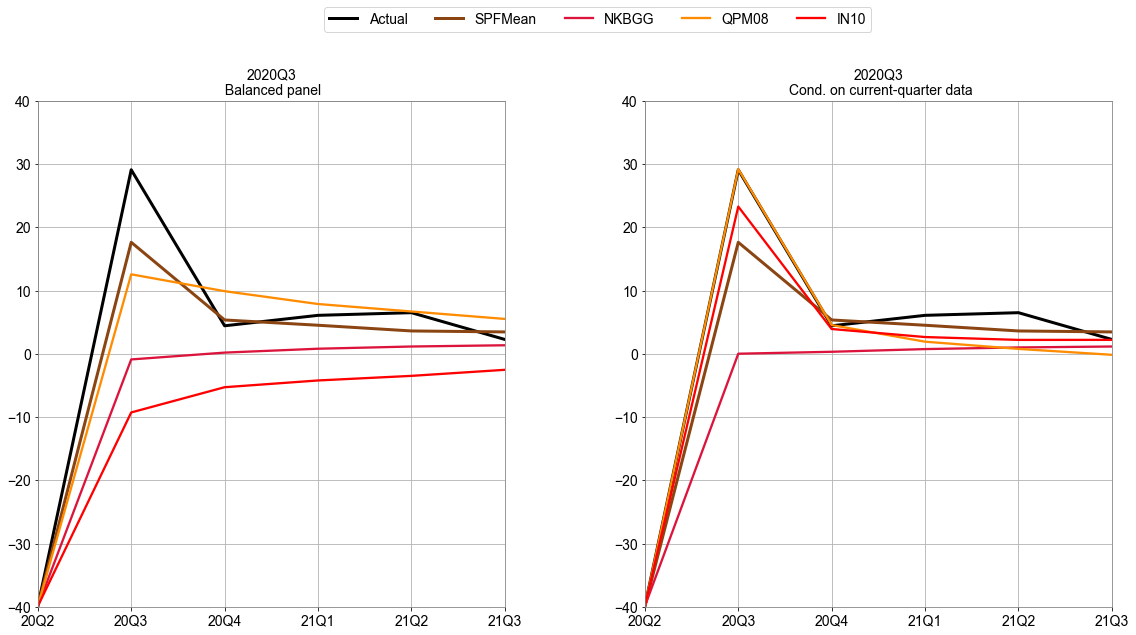 Actual SPFMean NKBGG QPM08 IN10
2020Q3
Balanced panel
40
30
20
10
0
−10
−20
−30
−40
20Q2 20Q3 20Q4 21Q1 21Q2 21Q3
2020Q3
Cond. on current-quarter data
40
30
20
10
0
−10
−20
−30
−40
20Q2 20Q3 20Q4 21Q1 21Q2 21Q3